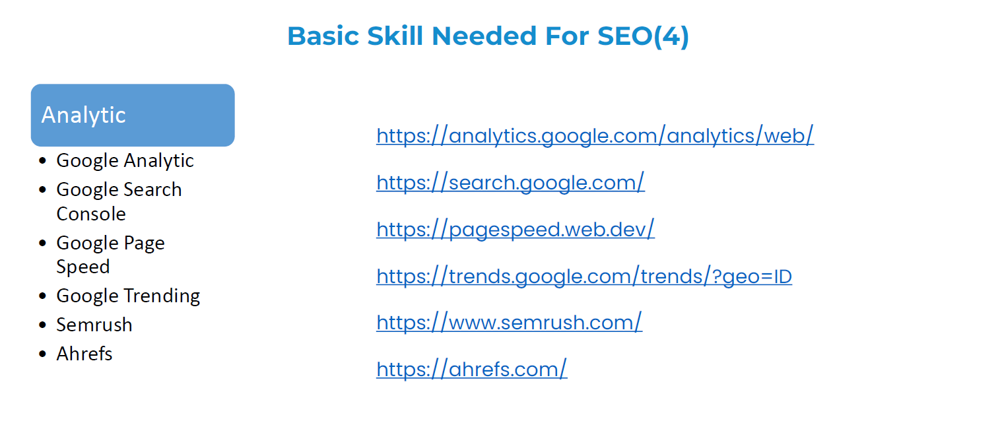 Basic Skill Needed For SEO(4)
Analytic
• Google Analytic
• Google Search
Console
• Google Page
Speed
• Google Trending
• Semrush
• Ahrefs
https://analytics.google.com/analytics/web/
https://search.google.com/
https://pagespeed.web.dev/
https://trends.google.com/trends/?geo=ID
https://www.semrush.com/
https://ahrefs.com/